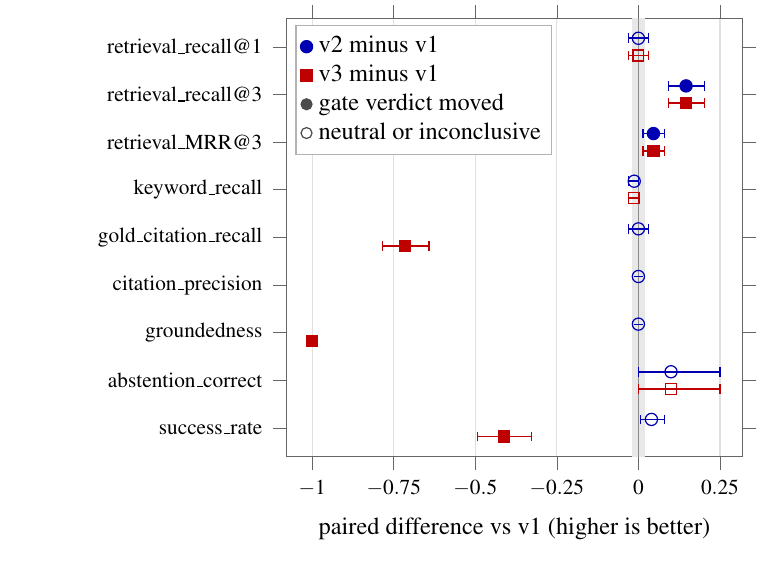 retrieval_recall@1
retrieval_recall@3
retrieval_MRR@3
keyword_recall
gold_citation_recall
citation_precision
groundedness
abstention_correct
success_rate
v2 minus v1
v3 minus v1
gate verdict moved
neutral or inconclusive
−1 −0.75 −0.5 −0.25 0 0.25
paired difference vs v1 (higher is better)